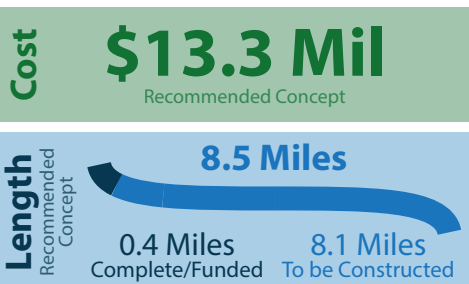 Cost
$13.3 Mil
Recommended Concept
Length
Recommended
Concept
8.5 Miles
0.4 Miles
Complete/Funded
8.1 Miles
To be Constructed